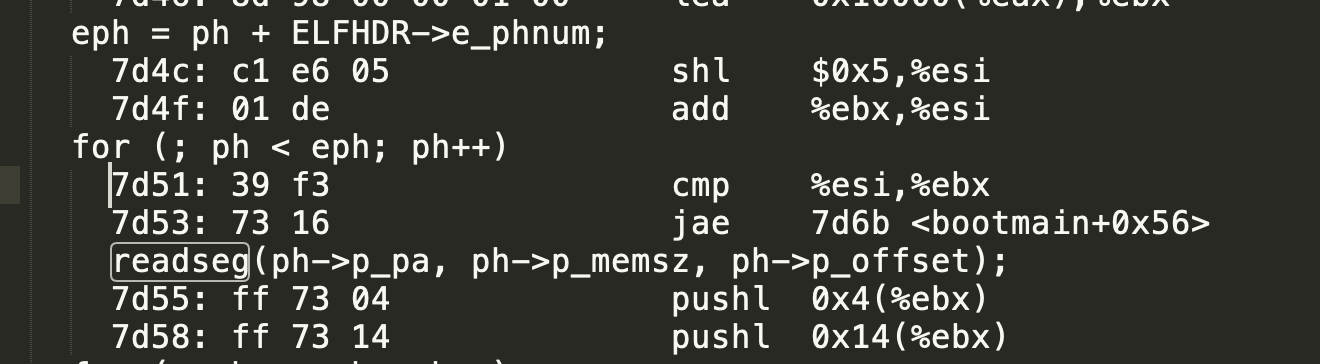 eph = ph + ELFHDR->e_phnum;
7d4c: c1 e6 05 shl $0x5,%esi
7d4f: 01 de add %ebx,%esi
for (; ph < eph; ph++)
7d51: 39 f3 cmp %esi,%ebx
7d53: 73 16 jae 7d6b <bootmain+0x56>
readseg(ph->p_pa, ph->p_memsz, ph->p_offset);
7d55: ff 73 04 pushl 0x4(%ebx)
7d58: ff 73 14 pushl 0x14(%ebx)